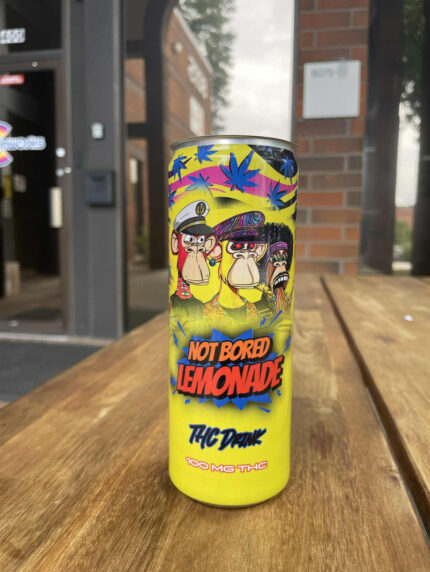 NOT BORED
LEMONADE
THC DRINK
100 MG THC